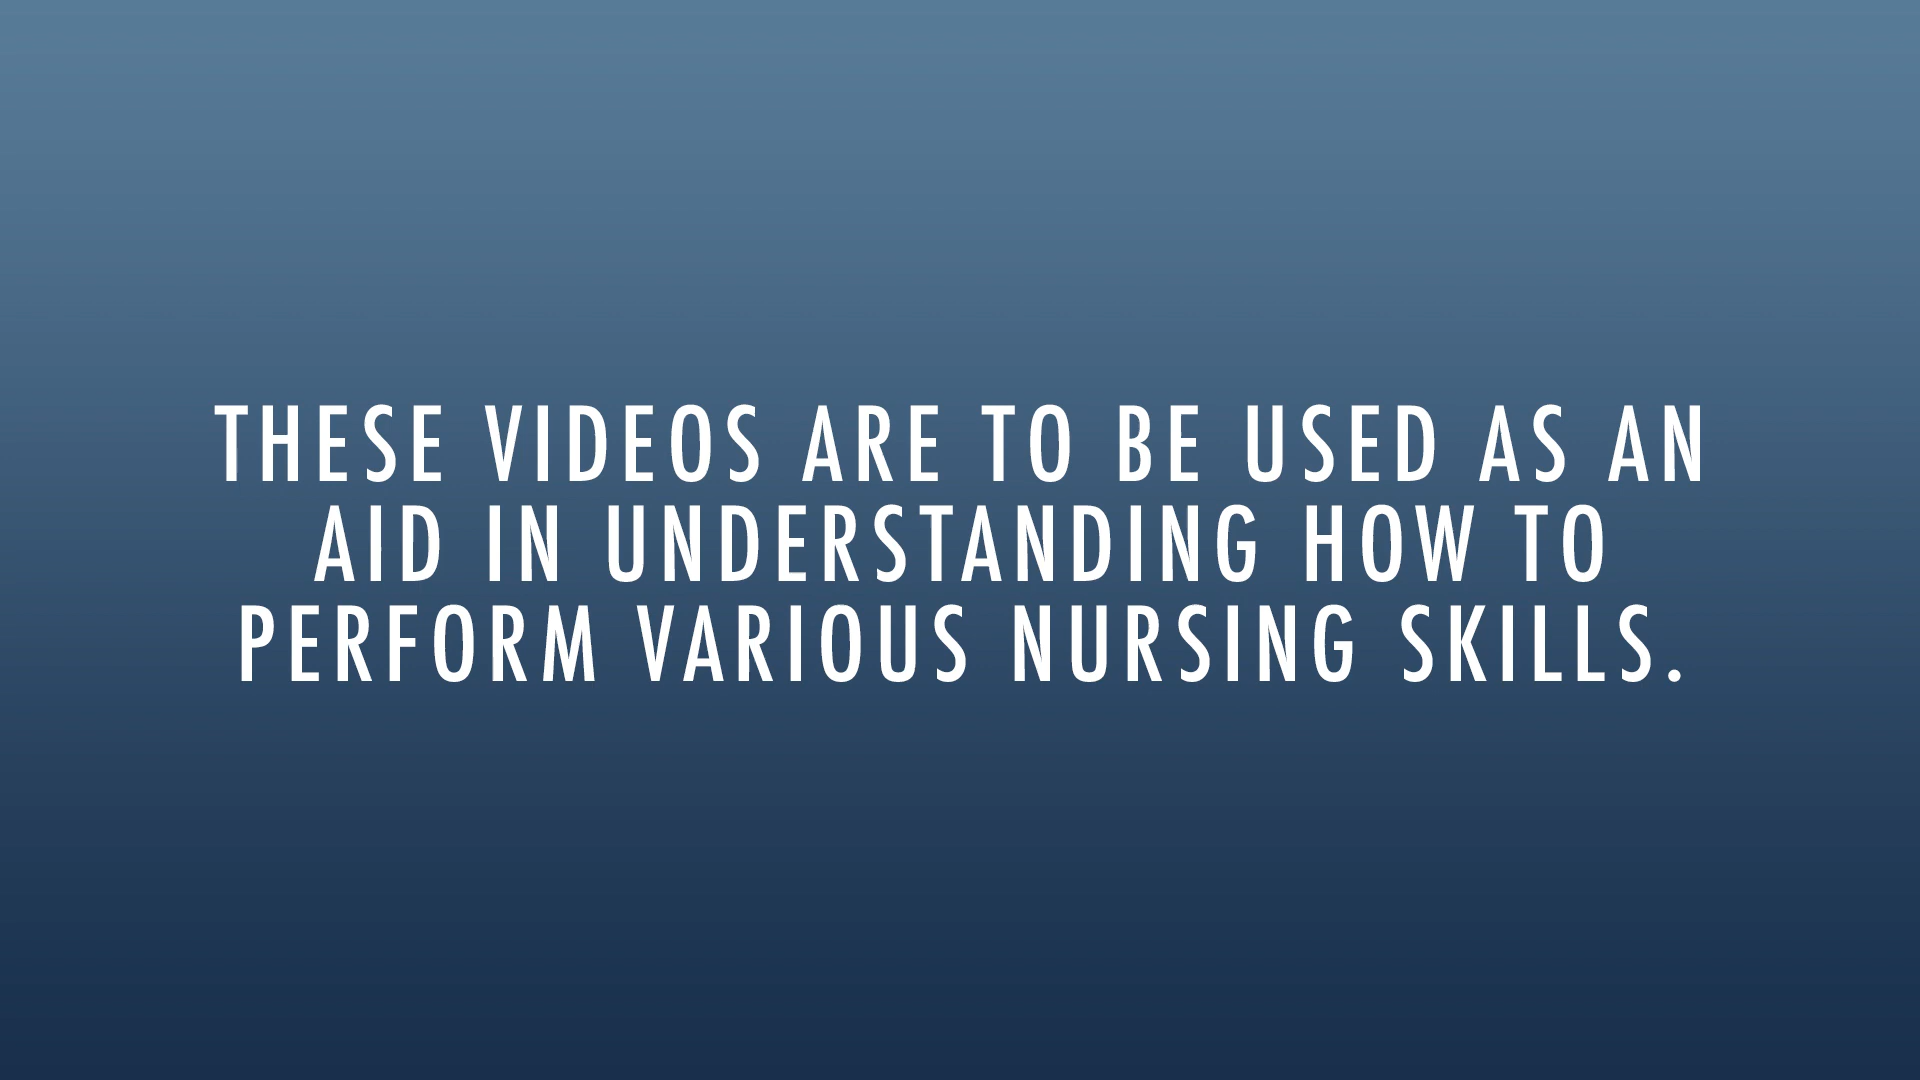 THESE VIDEOS ARE TO BE USED AS AN
AID IN UNDERSTANDING HOW TO
PERFORM VARIOUS NURSING SKILLS.